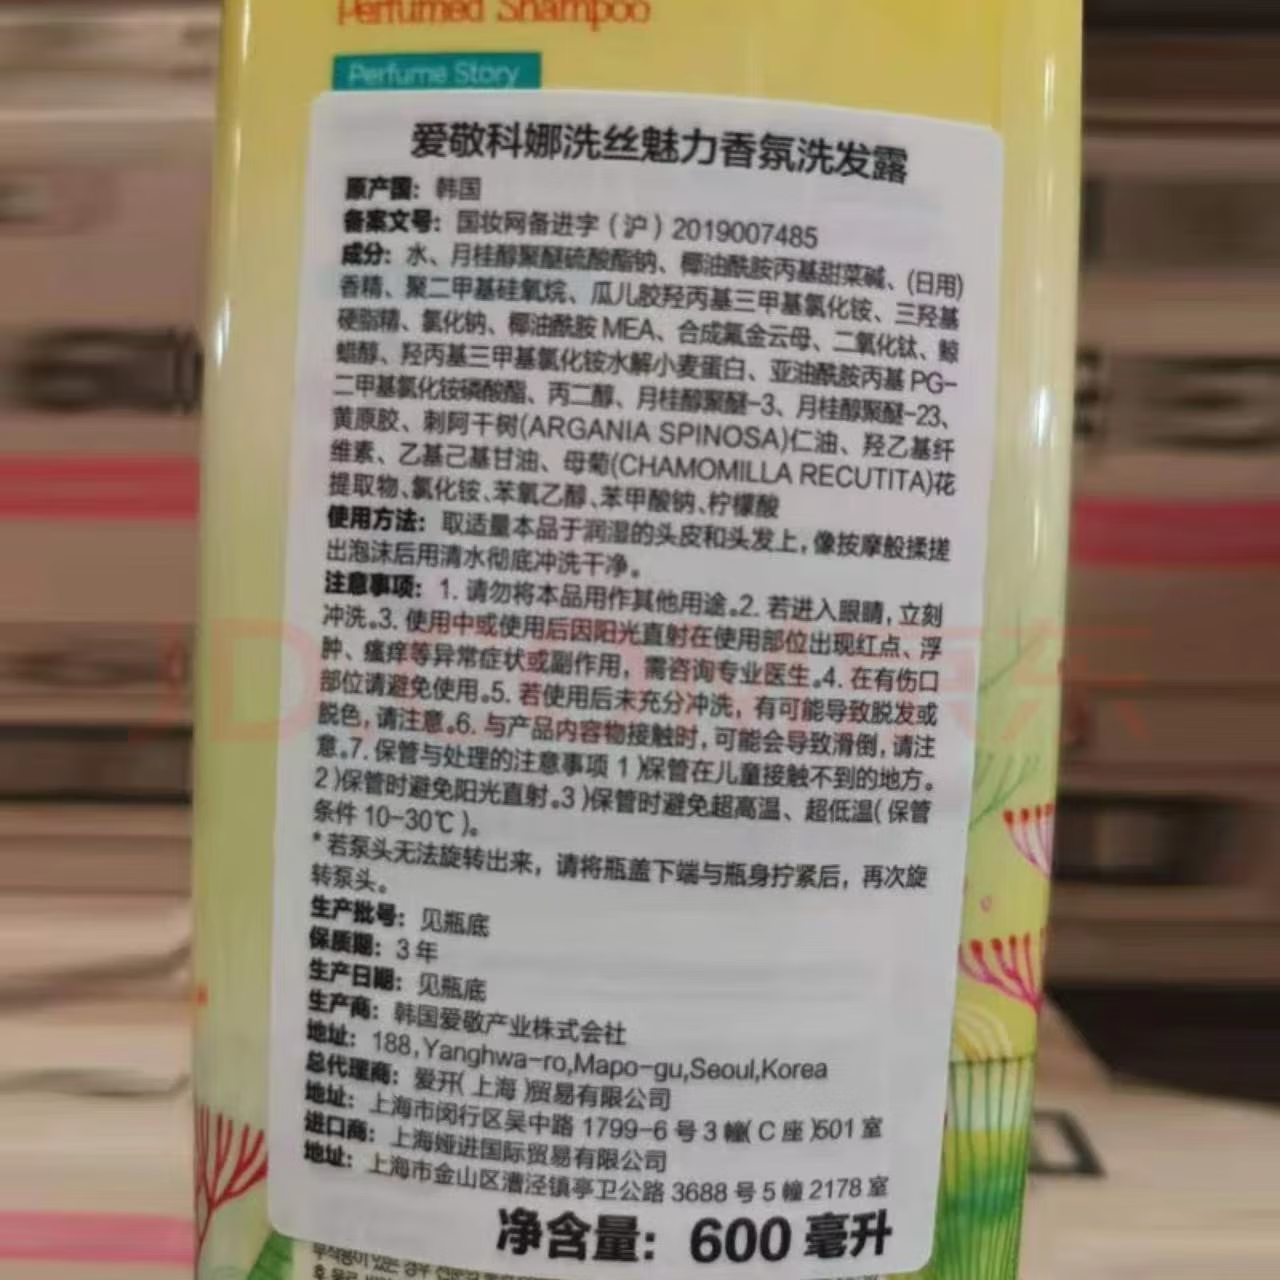 Perfumed Shampoo
Perfume Story
爱敬科娜洗丝魅力香氛洗发露
原产国：韩国
备案文号：国妆网备进字（沪）2019007485
成分：水、月桂醇聚醚硫酸酯钠、椰油酰胺丙基甜菜碱、(日用)
香精、聚二甲基硅氧烷、瓜儿胶羟丙基三甲基氯化铵、三羟基
硬脂精、氯化钠、椰油酰胺MEA、合成氟金云母、二氧化钛、鲸
蜡醇、羟丙基三甲基氯化铵水解小麦蛋白、亚油酰胺丙基PG-
二甲基氯化铵磷酸酯、丙二醇、月桂醇聚醚-3、月桂醇聚醚-23、
黄原胶、刺阿干树(ARGANIA SPINOSA)仁油、羟乙基纤
维素、乙基己基甘油、母菊(CHAMOMILLA RECUTITA)花
提取物、氯化铵、苯氧乙醇、苯甲酸钠、柠檬酸
使用方法：取适量本品于润湿的头皮和头发上，像按摩般揉搓
出泡沫后用清水彻底冲洗干净。
注意事项：1. 请勿将本品用作其他用途。2. 若进入眼睛，立刻
冲洗。3. 使用中或使用后因阳光直射在使用部位出现红点、浮
肿、瘙痒等异常症状或副作用，需咨询专业医生。4. 在有伤口
部位请避免使用。5. 若使用后未充分冲洗，有可能导致脱发或
脱色，请注意。6. 与产品内容物接触时，可能会导致滑倒，请注
意。7. 保管与处理的注意事项 1)保管在儿童接触不到的地方。
2)保管时避免阳光直射。3)保管时避免超高温、超低温(保管
条件 10-30℃)。
*若泵头无法旋转出来，请将瓶盖下端与瓶身拧紧后，再次旋
转泵头。
生产批号：见瓶底
保质期：3年
生产日期：见瓶底
生产商：韩国爱敬产业株式会社
地址：188,Yanghwa-ro,Mapo-gu,Seoul,Korea
总代理商：爱开(上海)贸易有限公司
地址：上海市闵行区吴中路1799-6号3幢(C座)501室
进口商：上海娅进国际贸易有限公司
地址：上海市金山区漕泾镇亭卫公路3688号5幢2178室
净含量：600毫升